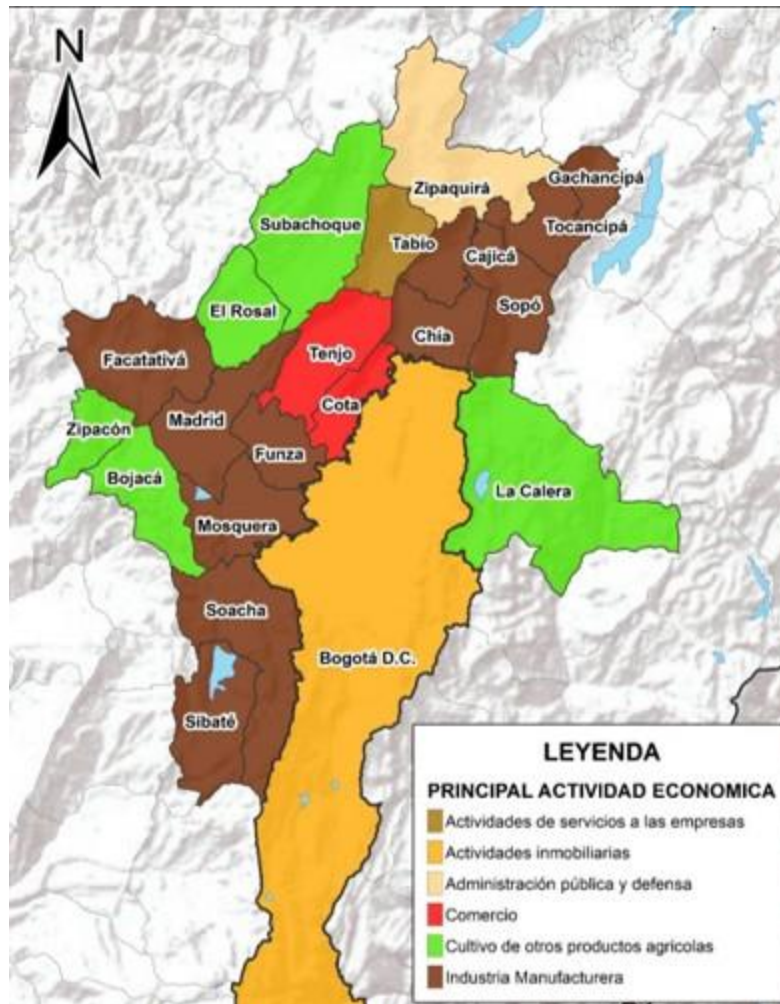 N
Zipaquirá
Gachancipá
Subachoque
Tabio
Cajicá
Tocancipá
El Rosal
Sopó
Chía
Tenjo
Facatativá
Cota
Madrid
Zipacón
Funza
Bojacá
La Calera
Mosquera
Soacha
Bogotá D.C.
Sibaté
LEYENDA
PRINCIPAL ACTIVIDAD ECONOMICA
Actividades de servicios a las empresas
Actividades inmobiliarias
Administración pública y defensa
Comercio
Cultivo de otros productos agrícolas
Industria Manufacturera